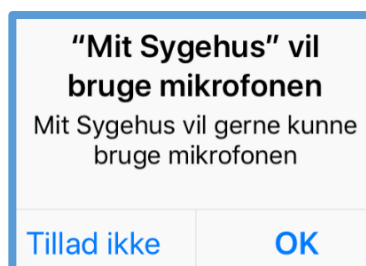 “Mit Sygehus” vil
bruge mikrofonen
Mit Sygehus vil gerne kunne
bruge mikrofonen
Tillad ikke
OK